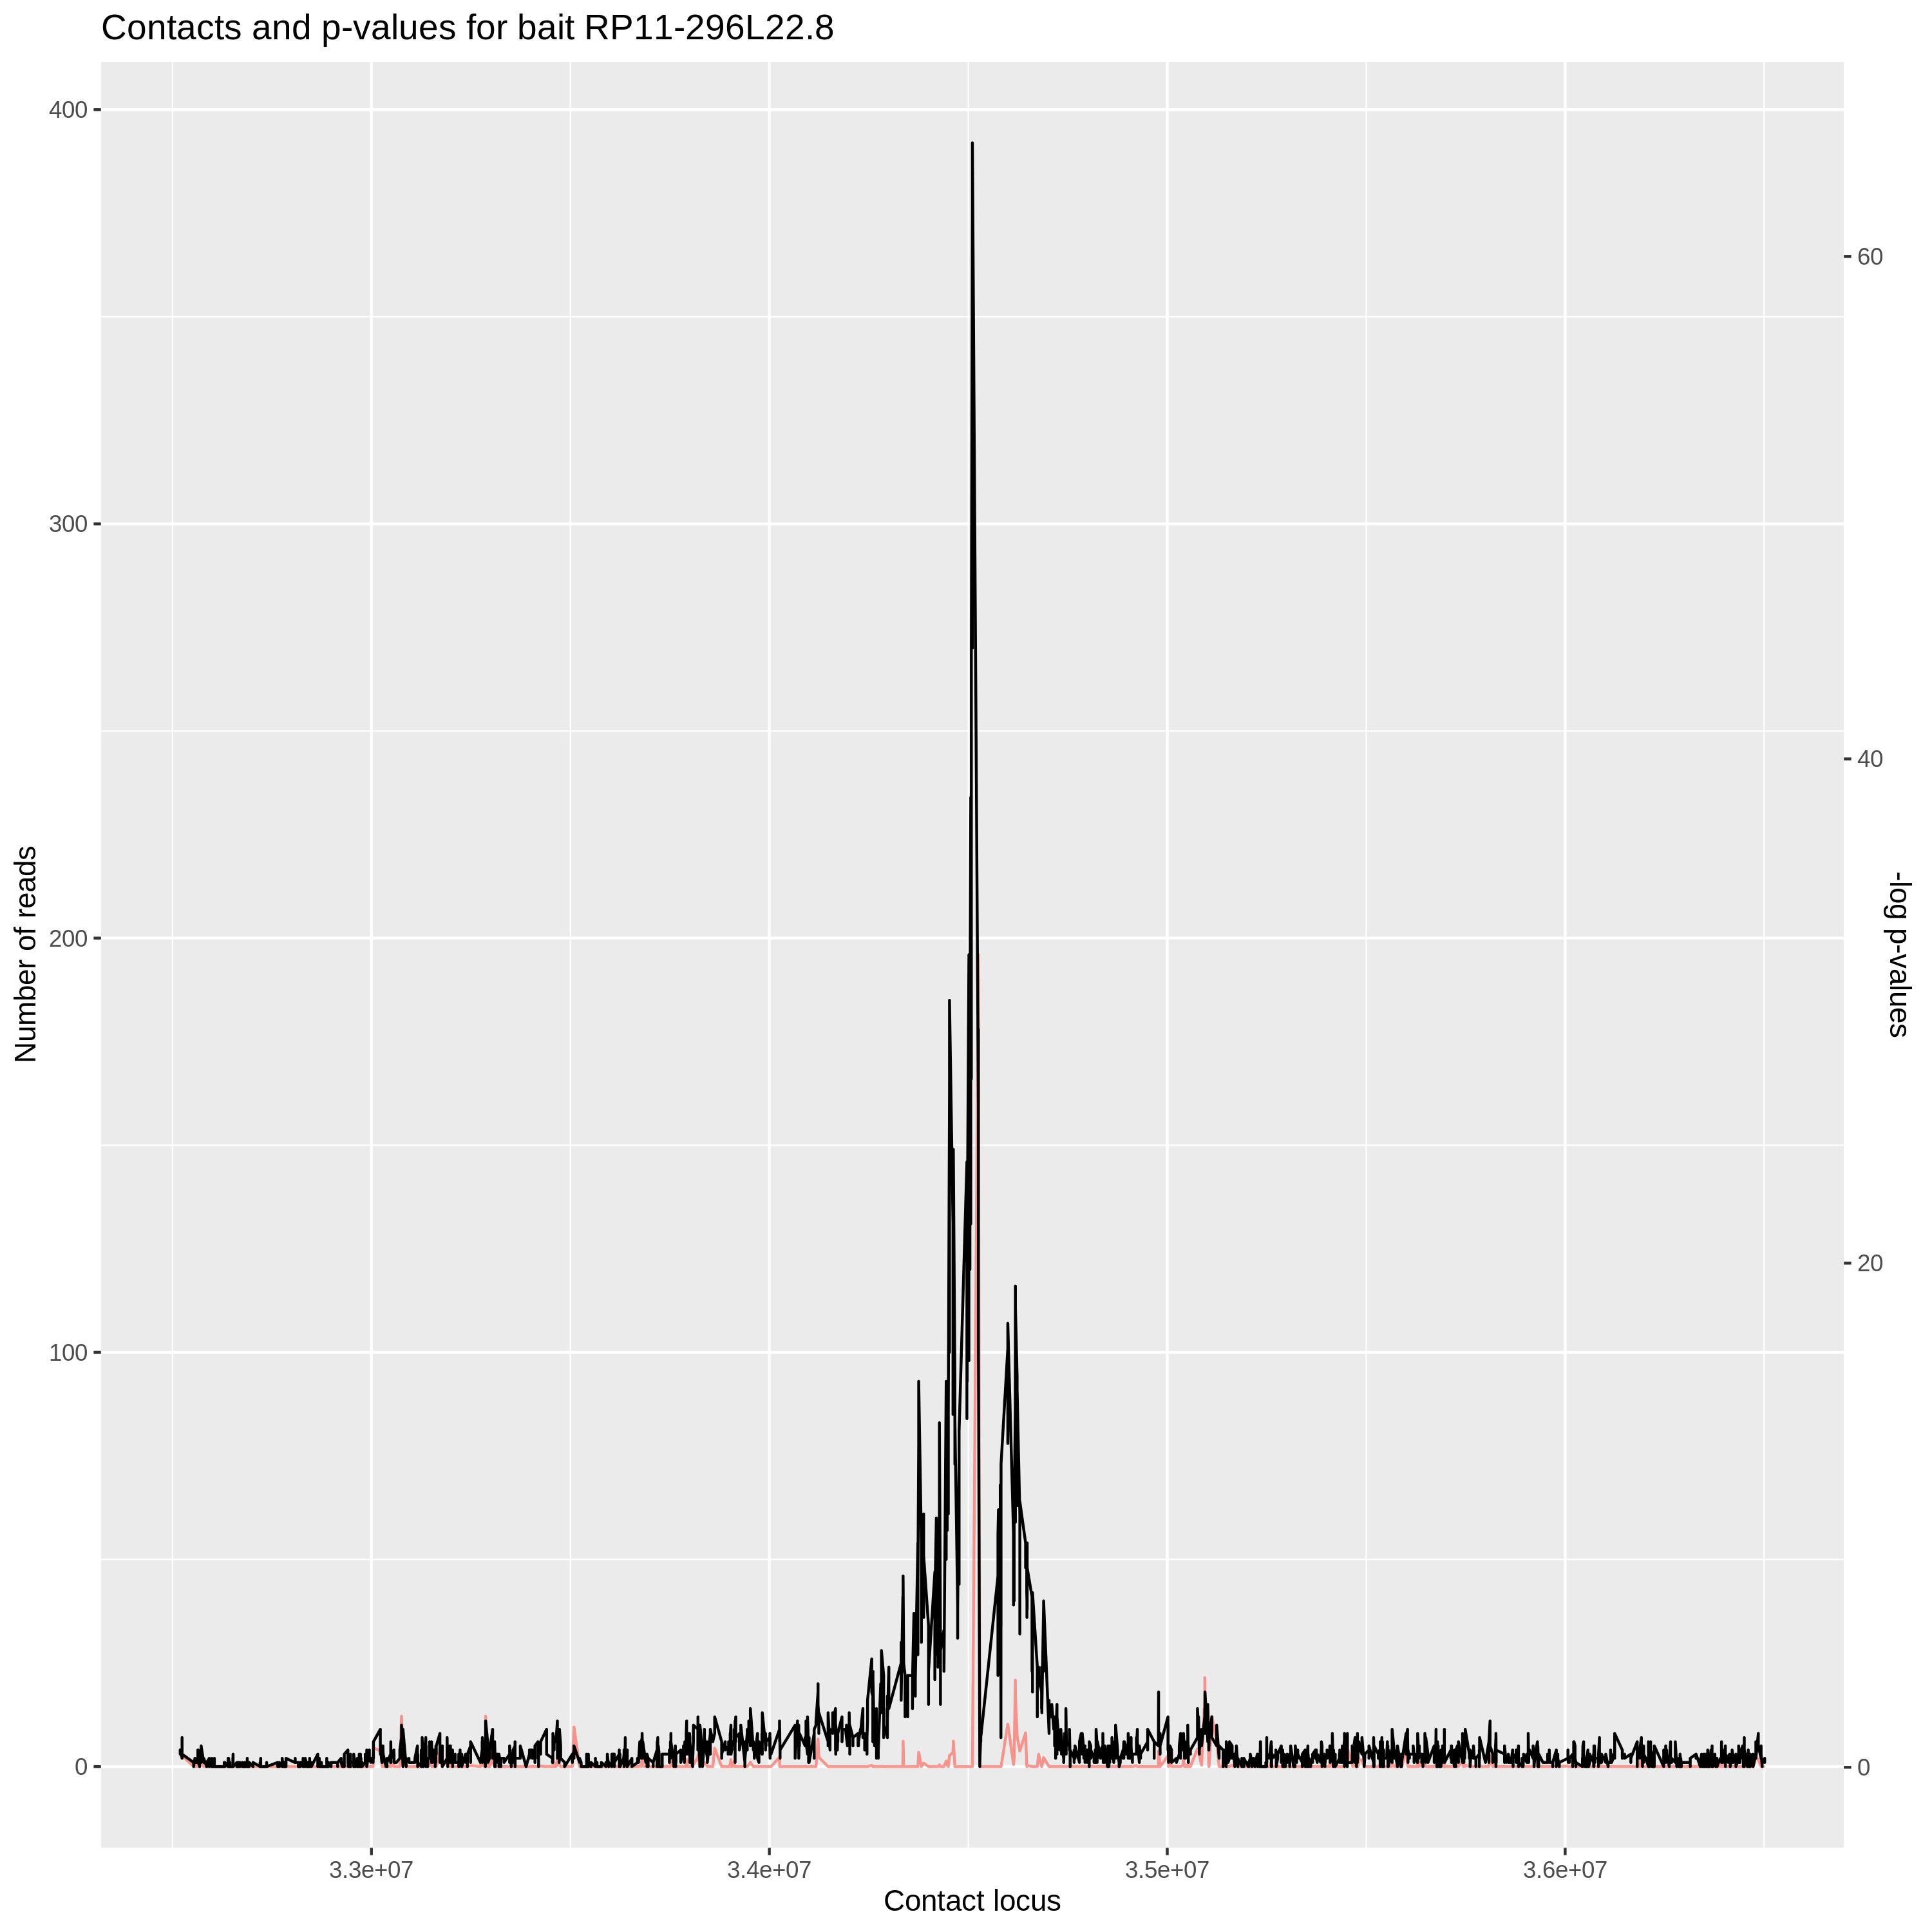 Contacts and p-values for bait RP11-296L22.8
400
300
200
100
0
Number of reads
60
40
20
0
-log p-values
3.3e+07
3.4e+07
3.5e+07
3.6e+07
Contact locus